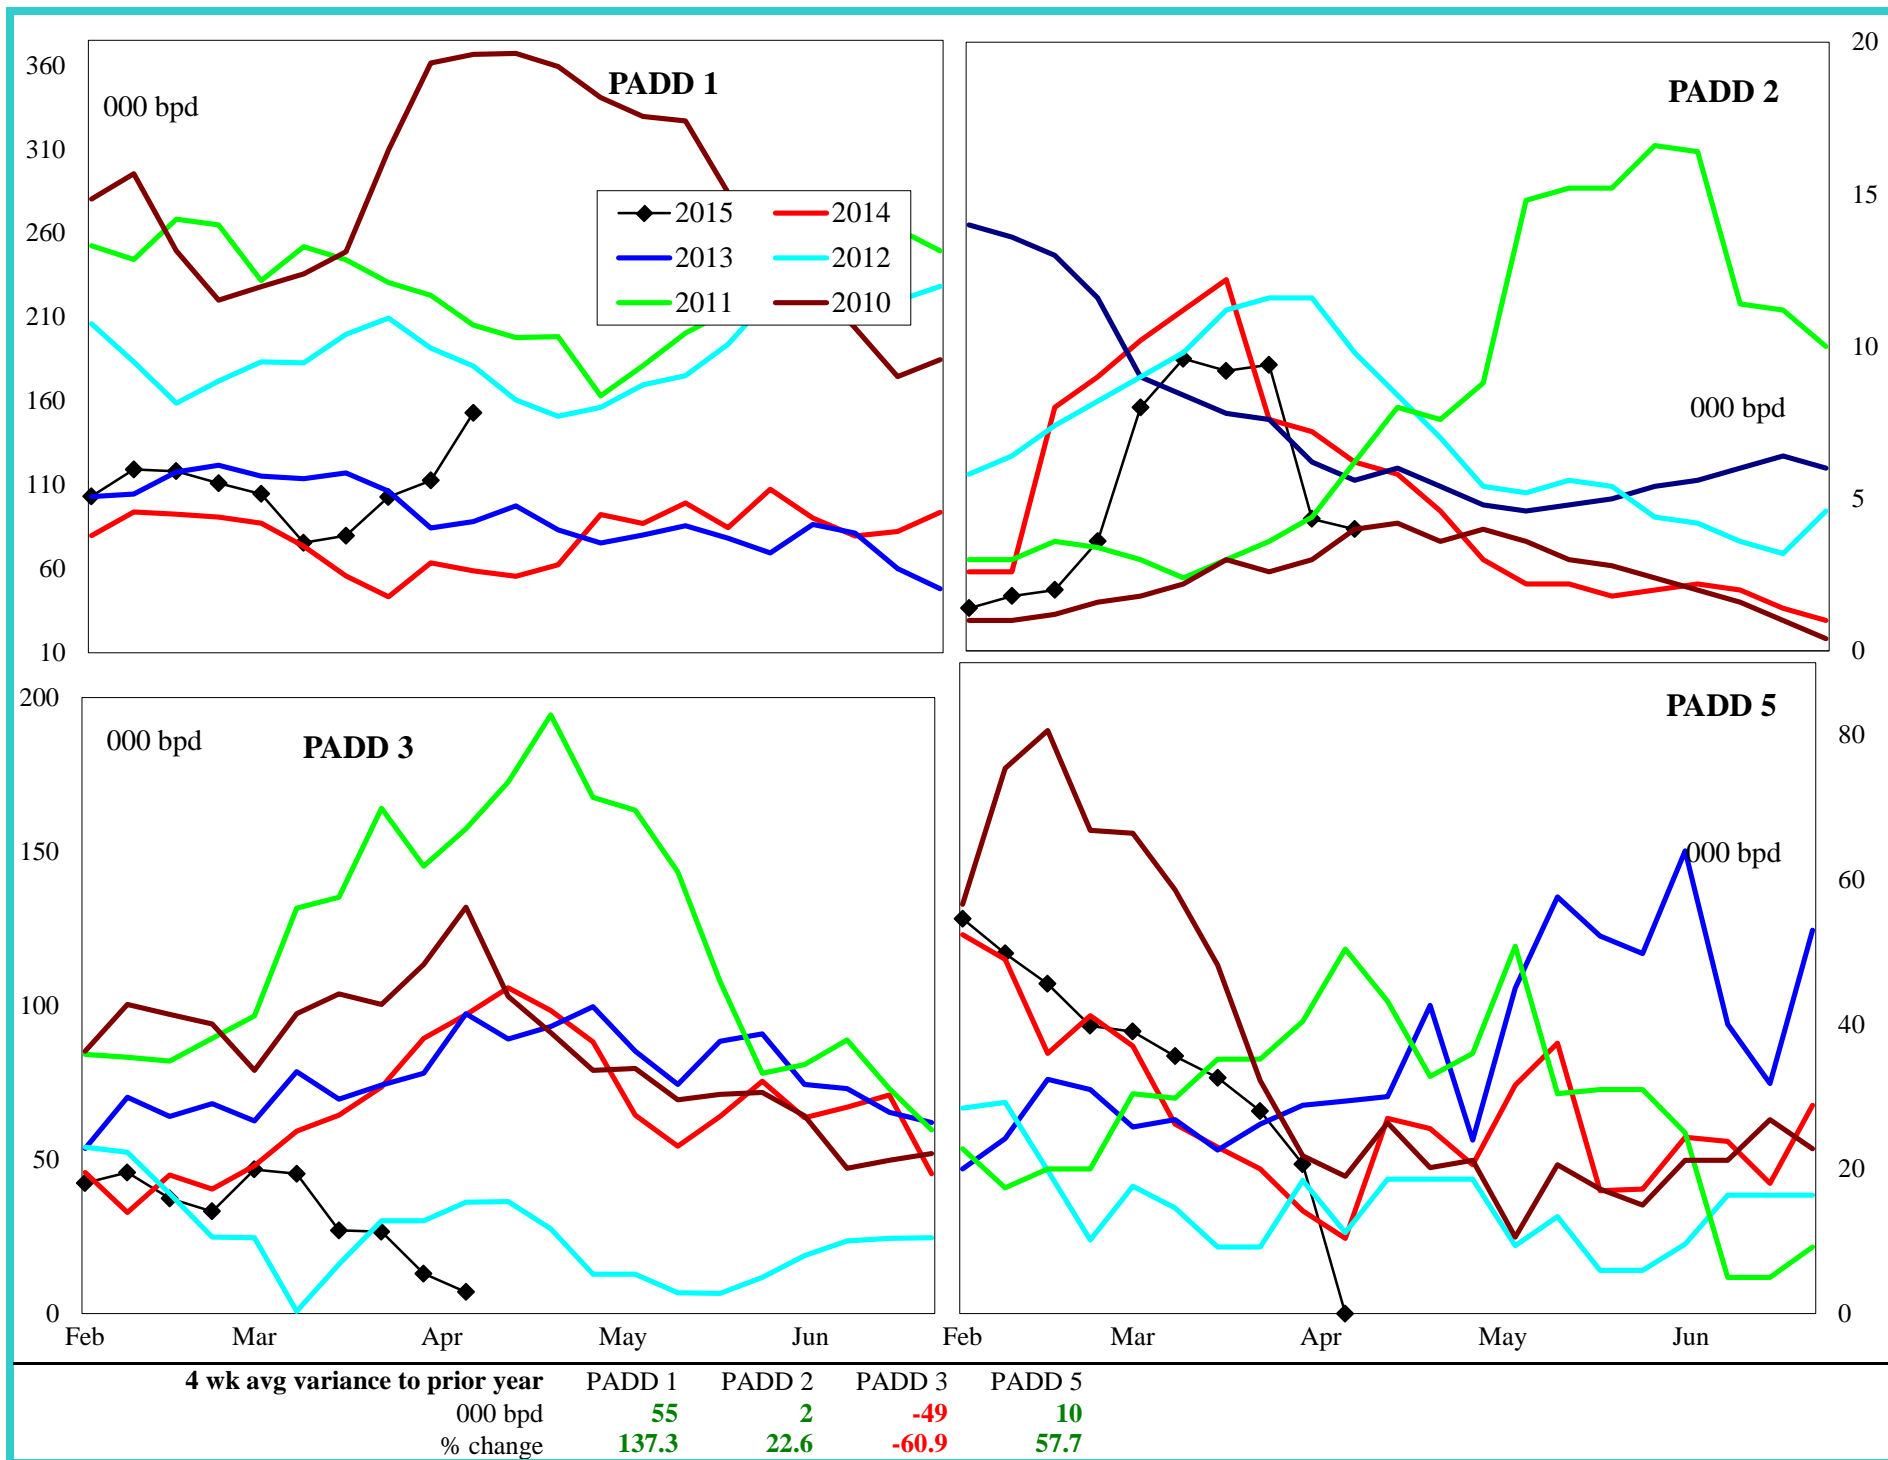 PADD 1
000 bpd
360
310
260
210
160
110
60
10
2015 2014
2013 2012
2011 2010
PADD 2
000 bpd
20
15
10
5
0
PADD 3
000 bpd
200
150
100
50
0
Feb Mar Apr May Jun
PADD 5
000 bpd
80
60
40
20
0
Feb Mar Apr May Jun
4 wk avg variance to prior year PADD 1 PADD 2 PADD 3 PADD 5
000 bpd 55 2 -49 10
% change 137.3 22.6 -60.9 57.7